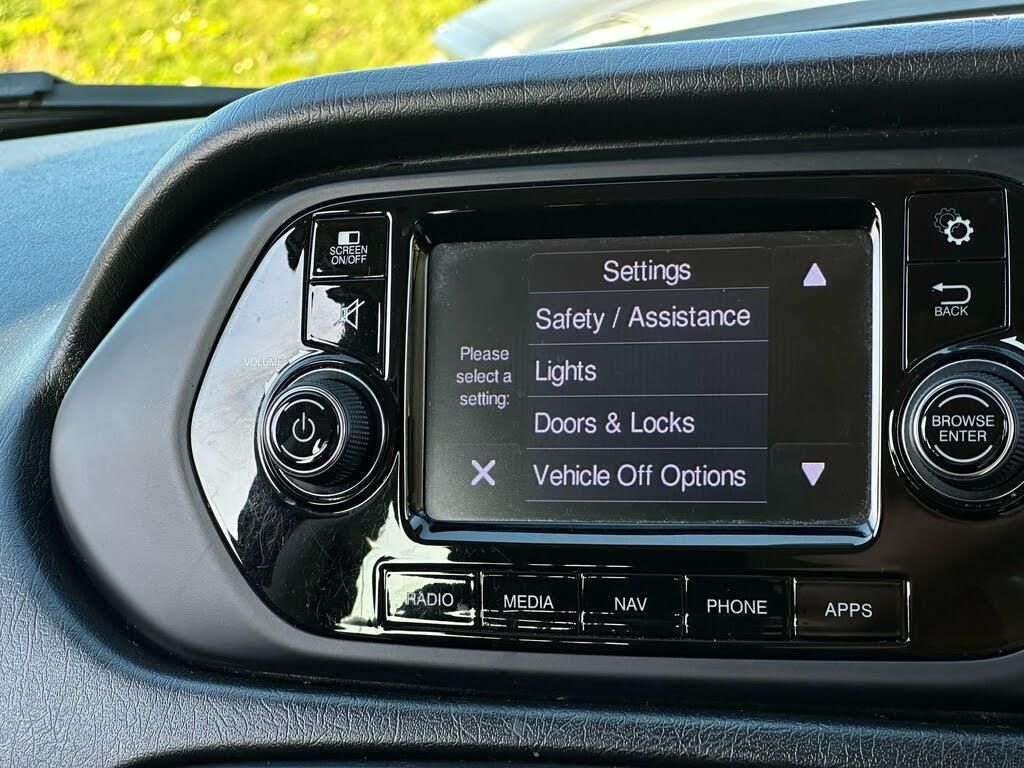 SCREEN
ON/OFF
VOLUME
Settings
Safety / Assistance
Lights
Doors & Locks
Vehicle Off Options
Please
select a
setting:
BACK
BROWSE
ENTER
RADIO
MEDIA
NAV
PHONE
APPS